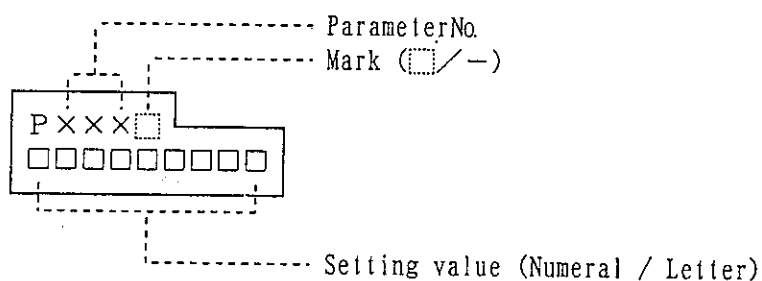 ParameterNo.
Mark (□／−)
P×××□
□□□□□□□□□
Setting value (Numeral / Letter)